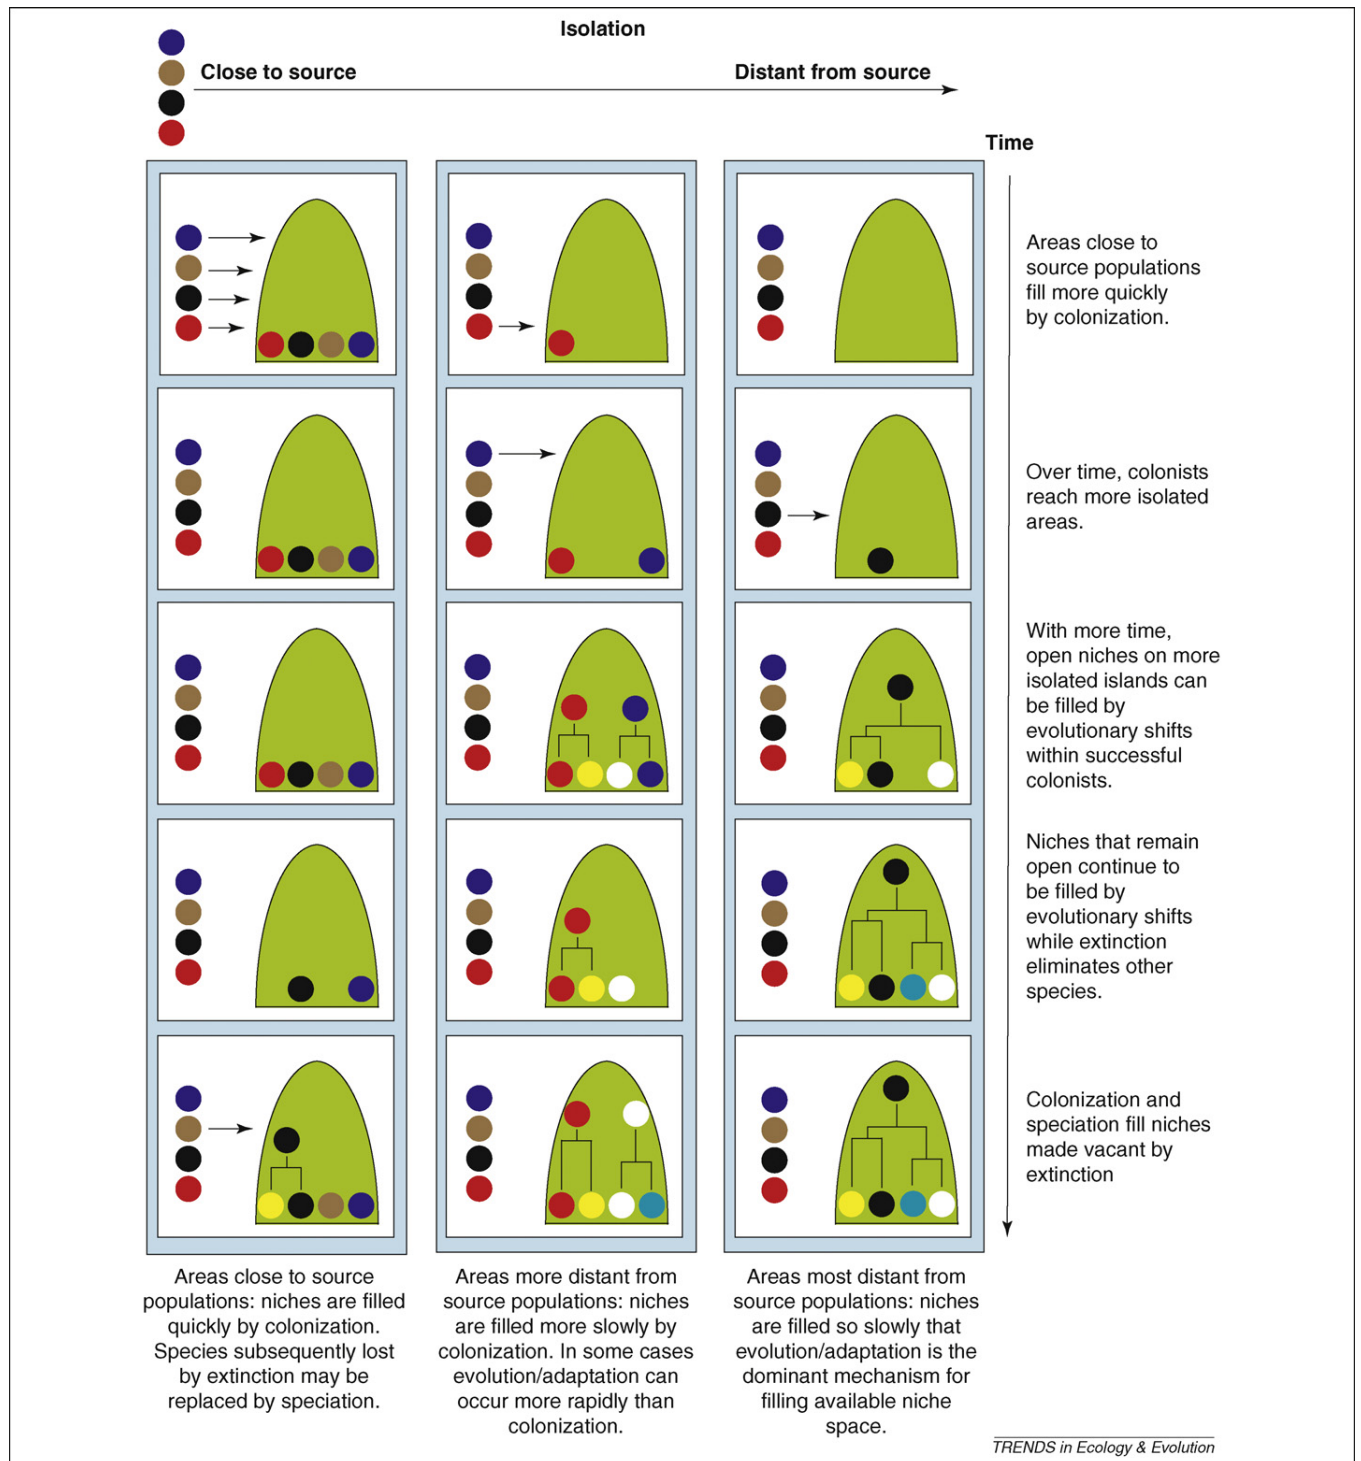 Isolation
Close to source
Distant from source
Time
Areas close to
source populations
fill more quickly
by colonization.
Over time, colonists
reach more isolated
areas.
With more time,
open niches on more
isolated islands can
be filled by
evolutionary shifts
within successful
colonists.
Niches that remain
open continue to
be filled by
evolutionary shifts
while extinction
eliminates other
species.
Colonization and
speciation fill niches
made vacant by
extinction
Areas close to source
populations: niches are filled
quickly by colonization.
Species subsequently lost
by extinction may be
replaced by speciation.
Areas more distant from
source populations: niches
are filled more slowly by
colonization. In some cases
evolution/adaptation can
occur more rapidly than
colonization.
Areas most distant from
source populations: niches
are filled so slowly that
evolution/adaptation is the
dominant mechanism for
filling available niche
space.
TRENDS in Ecology & Evolution